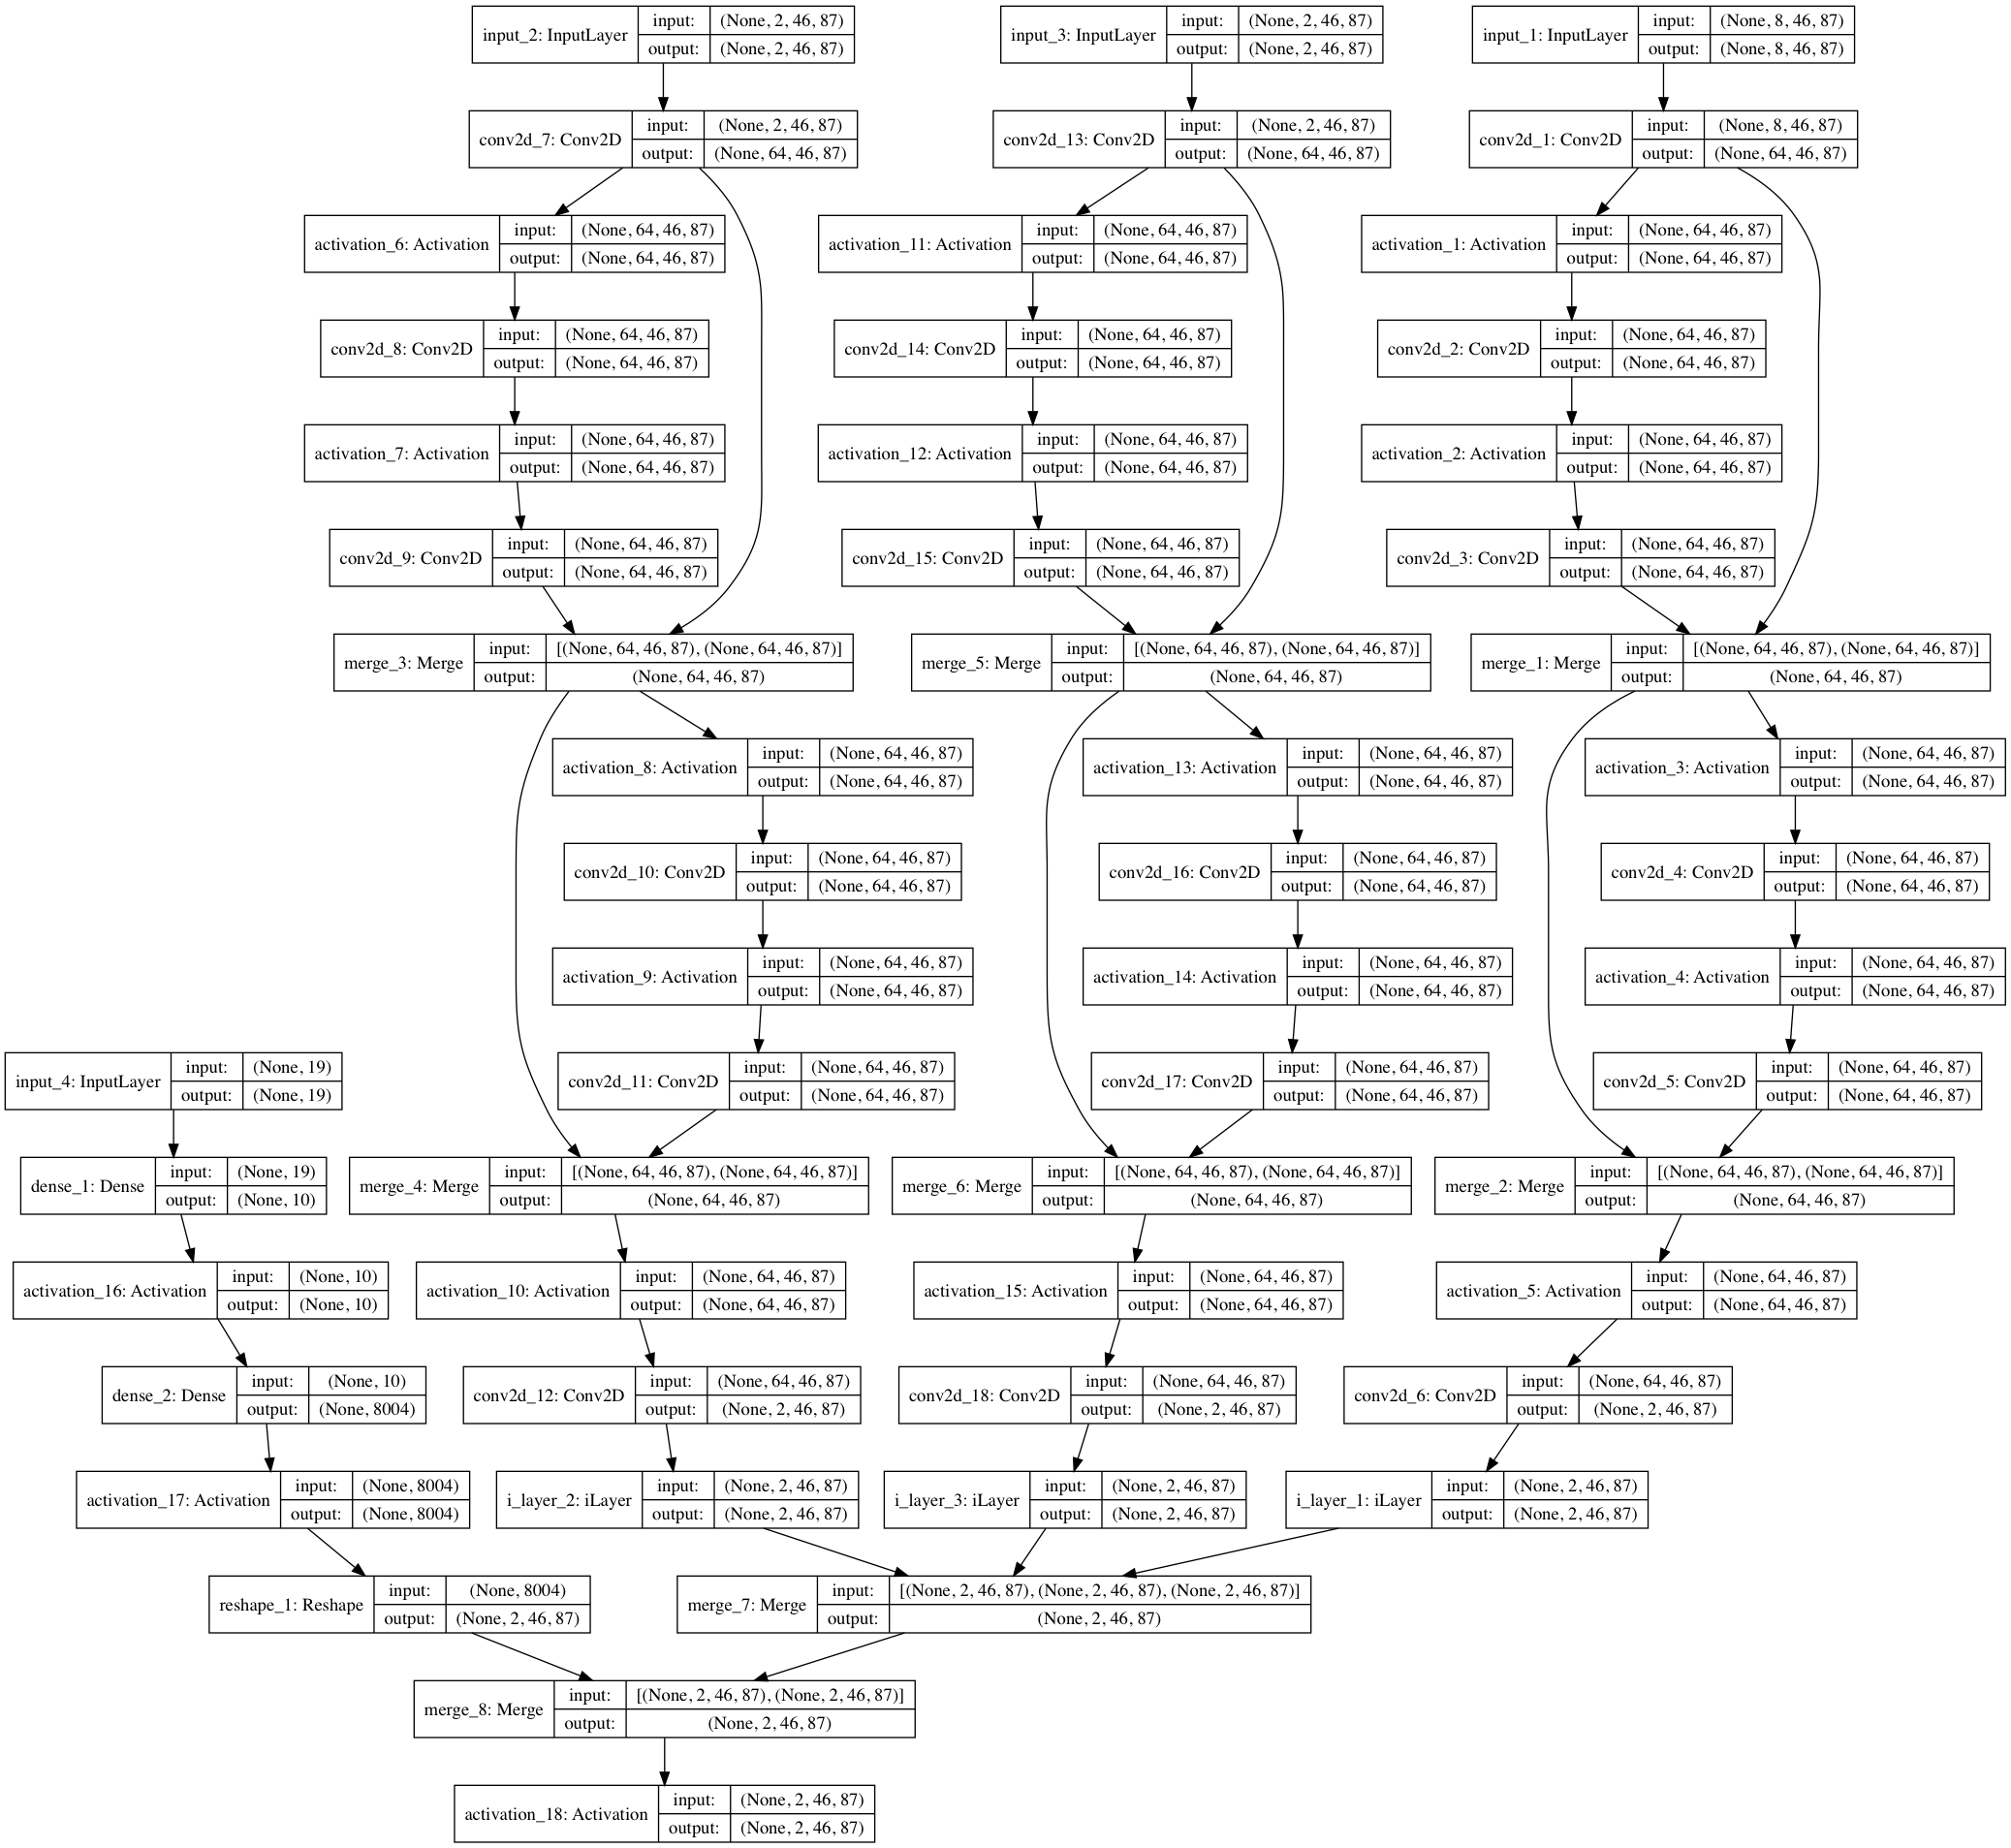 input_2: InputLayer input: (None, 2, 46, 87) output: (None, 2, 46, 87)
input_3: InputLayer input: (None, 2, 46, 87) output: (None, 2, 46, 87)
input_1: InputLayer input: (None, 8, 46, 87) output: (None, 8, 46, 87)
conv2d_7: Conv2D input: (None, 2, 46, 87) output: (None, 64, 46, 87)
conv2d_13: Conv2D input: (None, 2, 46, 87) output: (None, 64, 46, 87)
conv2d_1: Conv2D input: (None, 8, 46, 87) output: (None, 64, 46, 87)
activation_6: Activation input: (None, 64, 46, 87) output: (None, 64, 46, 87)
activation_11: Activation input: (None, 64, 46, 87) output: (None, 64, 46, 87)
activation_1: Activation input: (None, 64, 46, 87) output: (None, 64, 46, 87)
conv2d_8: Conv2D input: (None, 64, 46, 87) output: (None, 64, 46, 87)
conv2d_14: Conv2D input: (None, 64, 46, 87) output: (None, 64, 46, 87)
conv2d_2: Conv2D input: (None, 64, 46, 87) output: (None, 64, 46, 87)
activation_7: Activation input: (None, 64, 46, 87) output: (None, 64, 46, 87)
activation_12: Activation input: (None, 64, 46, 87) output: (None, 64, 46, 87)
activation_2: Activation input: (None, 64, 46, 87) output: (None, 64, 46, 87)
conv2d_9: Conv2D input: (None, 64, 46, 87) output: (None, 64, 46, 87)
conv2d_15: Conv2D input: (None, 64, 46, 87) output: (None, 64, 46, 87)
conv2d_3: Conv2D input: (None, 64, 46, 87) output: (None, 64, 46, 87)
merge_3: Merge input: [(None, 64, 46, 87), (None, 64, 46, 87)] output: (None, 64, 46, 87)
merge_5: Merge input: [(None, 64, 46, 87), (None, 64, 46, 87)] output: (None, 64, 46, 87)
merge_1: Merge input: [(None, 64, 46, 87), (None, 64, 46, 87)] output: (None, 64, 46, 87)
activation_8: Activation input: (None, 64, 46, 87) output: (None, 64, 46, 87)
activation_13: Activation input: (None, 64, 46, 87) output: (None, 64, 46, 87)
activation_3: Activation input: (None, 64, 46, 87) output: (None, 64, 46, 87)
conv2d_10: Conv2D input: (None, 64, 46, 87) output: (None, 64, 46, 87)
conv2d_16: Conv2D input: (None, 64, 46, 87) output: (None, 64, 46, 87)
conv2d_4: Conv2D input: (None, 64, 46, 87) output: (None, 64, 46, 87)
activation_9: Activation input: (None, 64, 46, 87) output: (None, 64, 46, 87)
activation_14: Activation input: (None, 64, 46, 87) output: (None, 64, 46, 87)
activation_4: Activation input: (None, 64, 46, 87) output: (None, 64, 46, 87)
input_4: InputLayer input: (None, 19) output: (None, 19)
conv2d_11: Conv2D input: (None, 64, 46, 87) output: (None, 64, 46, 87)
conv2d_17: Conv2D input: (None, 64, 46, 87) output: (None, 64, 46, 87)
conv2d_5: Conv2D input: (None, 64, 46, 87) output: (None, 64, 46, 87)
dense_1: Dense input: (None, 19) output: (None, 10)
merge_4: Merge input: [(None, 64, 46, 87), (None, 64, 46, 87)] output: (None, 64, 46, 87)
merge_6: Merge input: [(None, 64, 46, 87), (None, 64, 46, 87)] output: (None, 64, 46, 87)
merge_2: Merge input: [(None, 64, 46, 87), (None, 64, 46, 87)] output: (None, 64, 46, 87)
activation_16: Activation input: (None, 10) output: (None, 10)
activation_10: Activation input: (None, 64, 46, 87) output: (None, 64, 46, 87)
activation_15: Activation input: (None, 64, 46, 87) output: (None, 64, 46, 87)
activation_5: Activation input: (None, 64, 46, 87) output: (None, 64, 46, 87)
dense_2: Dense input: (None, 10) output: (None, 8004)
conv2d_12: Conv2D input: (None, 64, 46, 87) output: (None, 2, 46, 87)
conv2d_18: Conv2D input: (None, 64, 46, 87) output: (None, 2, 46, 87)
conv2d_6: Conv2D input: (None, 64, 46, 87) output: (None, 2, 46, 87)
activation_17: Activation input: (None, 8004) output: (None, 8004)
i_layer_2: iLayer input: (None, 2, 46, 87) output: (None, 2, 46, 87)
i_layer_3: iLayer input: (None, 2, 46, 87) output: (None, 2, 46, 87)
i_layer_1: iLayer input: (None, 2, 46, 87) output: (None, 2, 46, 87)
reshape_1: Reshape input: (None, 8004) output: (None, 2, 46, 87)
merge_7: Merge input: [(None, 2, 46, 87), (None, 2, 46, 87), (None, 2, 46, 87)] output: (None, 2, 46, 87)
merge_8: Merge input: [(None, 2, 46, 87), (None, 2, 46, 87)] output: (None, 2, 46, 87)
activation_18: Activation input: (None, 2, 46, 87) output: (None, 2, 46, 87)